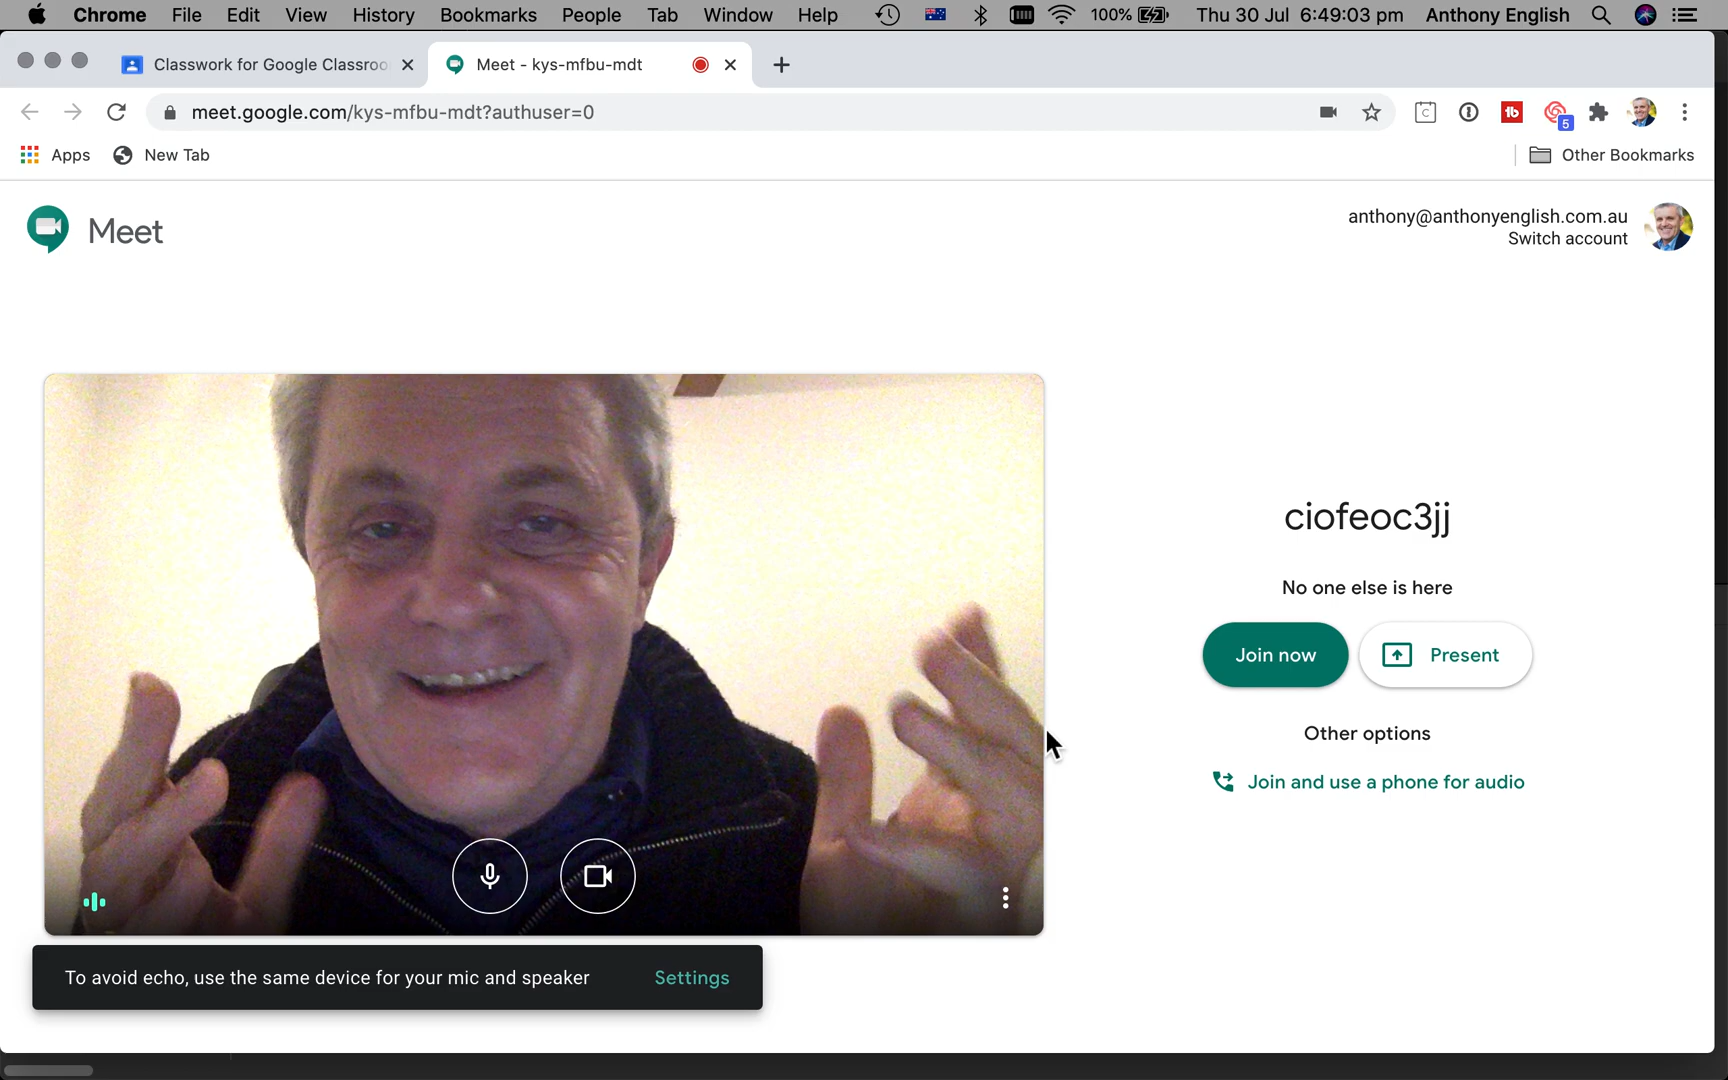 Chrome File Edit View History Bookmarks People Tab Window Help 100% Thu 30 Jul 6:49:03 pm Anthony English
Classwork for Google Classroo Meet - kys-mfbu-mdt
meet.google.com/kys-mfbu-mdt?authuser=0 C tb 5
Apps New Tab Other Bookmarks
Meet
anthony@anthonyenglish.com.au
Switch account
ciofeoc3jj
No one else is here
Join now Present
Other options
Join and use a phone for audio
To avoid echo, use the same device for your mic and speaker Settings